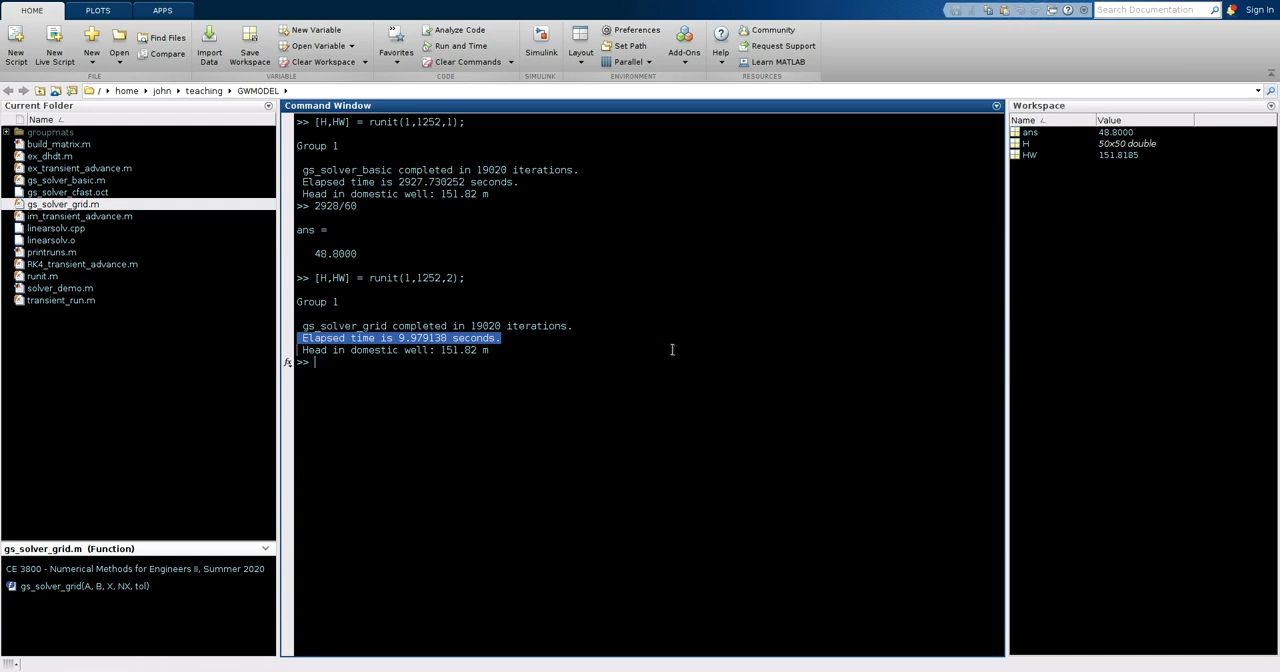 HOME PLOTS APPS
Search Documentation
Sign In
New Script
New Live Script
New
Open
Find Files
Compare
Import Data
Save Workspace
New Variable
Open Variable
Clear Workspace
Favorites
Analyze Code
Run and Time
Clear Commands
Simulink
Layout
Preferences
Set Path
Parallel
Add-Ons
Help
Community
Request Support
Learn MATLAB
FILE VARIABLE CODE SIMULINK ENVIRONMENT RESOURCES
/ home john teaching GWMODEL
Current Folder
Name
groupmats
build_matrix.m
ex_dhdt.m
ex_transient_advance.m
gs_solver_basic.m
gs_solver_cfast.oct
gs_solver_grid.m
im_transient_advance.m
linearsolv.cpp
linearsolv.o
printruns.m
RK4_transient_advance.m
runit.m
solver_demo.m
transient_run.m
gs_solver_grid.m (Function)
CE 3800 - Numerical Methods for Engineers II, Summer 2020
gs_solver_grid(A, B, X, NX, tol)
Command Window
>> [H,HW] = runit(1,1252,1);
Group 1
gs_solver_basic completed in 19020 iterations.
Elapsed time is 2927.730252 seconds.
Head in domestic well: 151.82 m
>> 2928/60
ans =
48.8000
>> [H,HW] = runit(1,1252,2);
Group 1
gs_solver_grid completed in 19020 iterations.
Elapsed time is 9.979138 seconds.
Head in domestic well: 151.82 m
fx >>
Workspace
Name Value
ans 48.8000
H 50x50 double
HW 151.8185